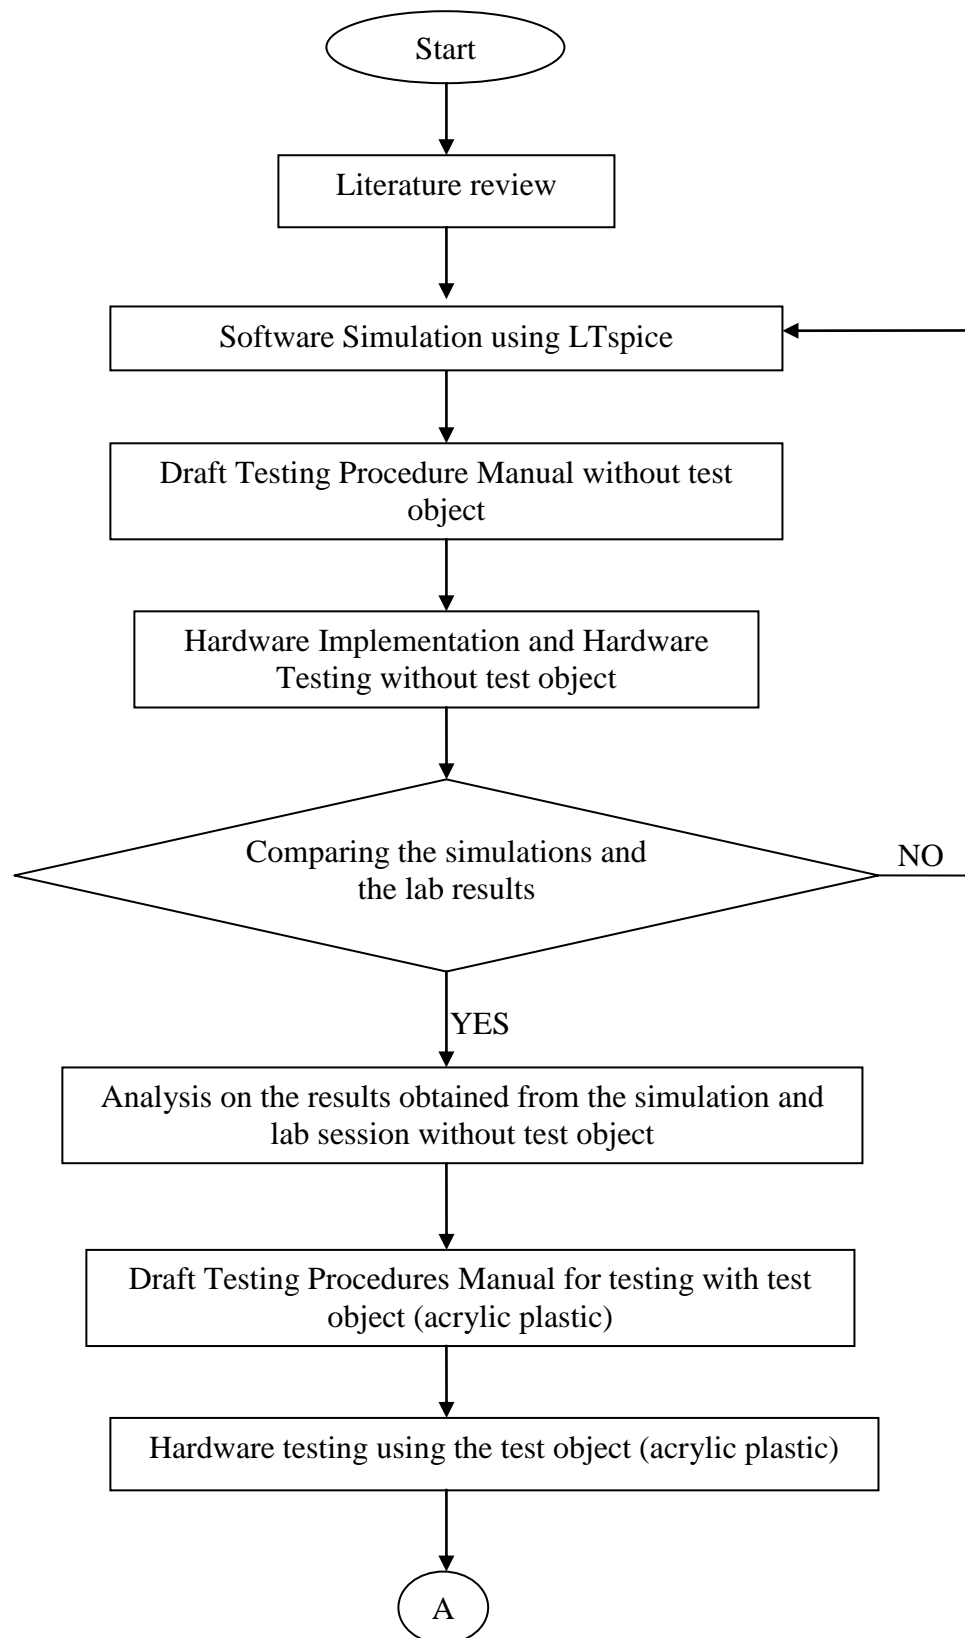 Start
Literature review
Software Simulation using LTspice
Draft Testing Procedure Manual without test
object
Hardware Implementation and Hardware
Testing without test object
Comparing the simulations and
the lab results
NO
YES
Analysis on the results obtained from the simulation and
lab session without test object
Draft Testing Procedures Manual for testing with test
object (acrylic plastic)
Hardware testing using the test object (acrylic plastic)
A